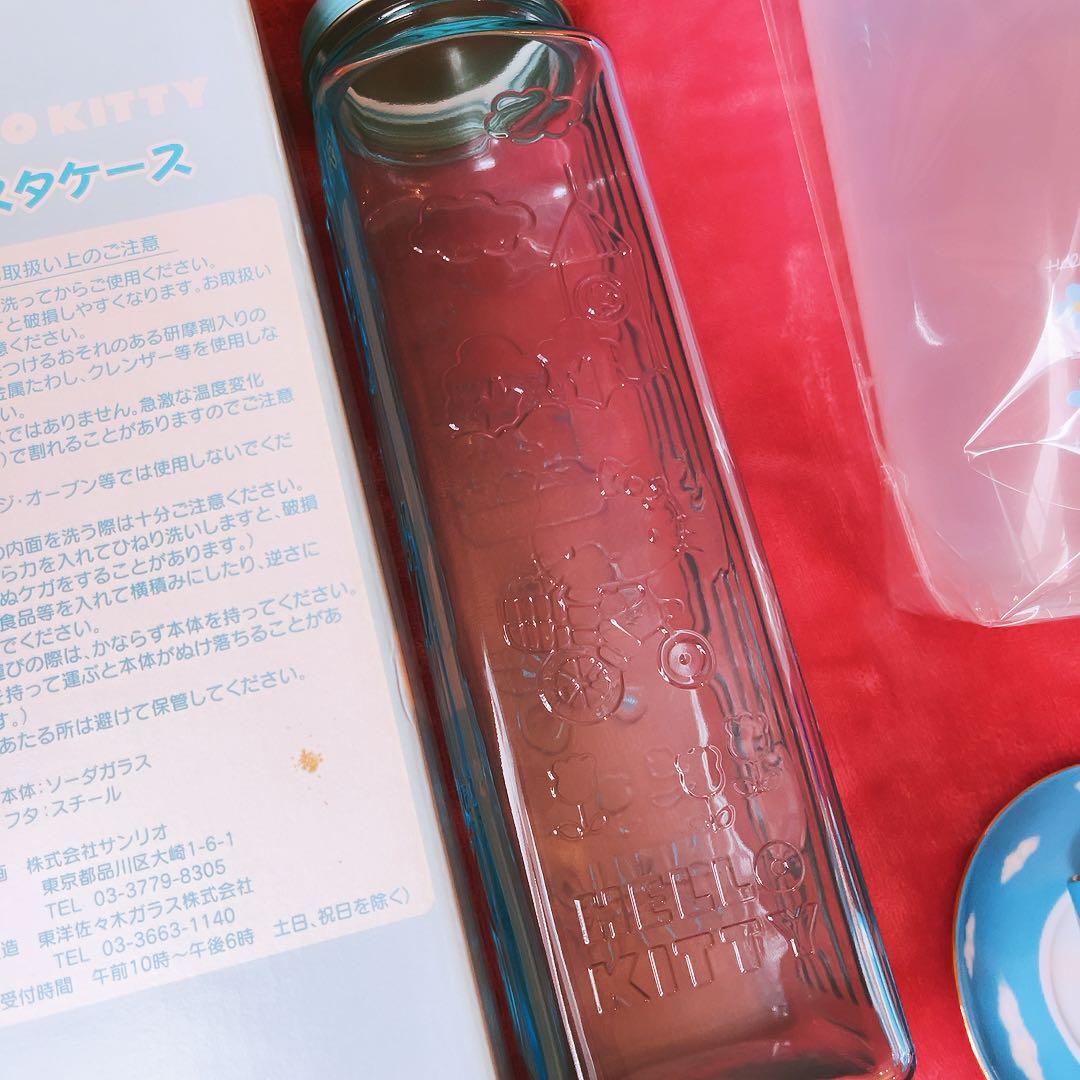 O KITTY
スタケース
取扱い上のご注意
洗ってからご使用ください。
と破損しやすくなります。お取扱い
意ください。
つけるおそれのある研摩剤入りの
金属たわし、クレンザー等を使用しな
い。
スではありません。急激な温度変化
)で割れることがありますのでご注意
ジ・オーブン等では使用しないでくだ
の内面を洗う際は十分ご注意ください。
ら力を入れてひねり洗いしますと、破損
ぬケガをすることがあります。)
食品等を入れて横積みにしたり、逆さに
でください。
運びの際は、かならず本体を持ってください。
を持って運ぶと本体がぬけ落ちることがあ
す。)
あたる所は避けて保管してください。
本体:ソーダガラス
フタ:スチール
画 株式会社サンリオ
東京都品川区大崎1-6-1
TEL 03-3779-8305
造 東洋佐々木ガラス株式会社
TEL 03-3663-1140
受付時間 午前10時〜午後6時 土日、祝日を除く)
HELLO
KITTY